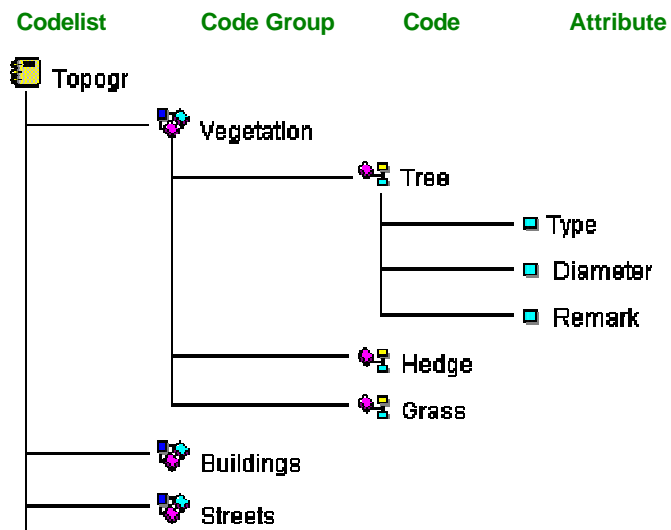 Codelist Code Group Code Attribute
Topogr
Vegetation
Tree
Type
Diameter
Remark
Hedge
Grass
Buildings
Streets